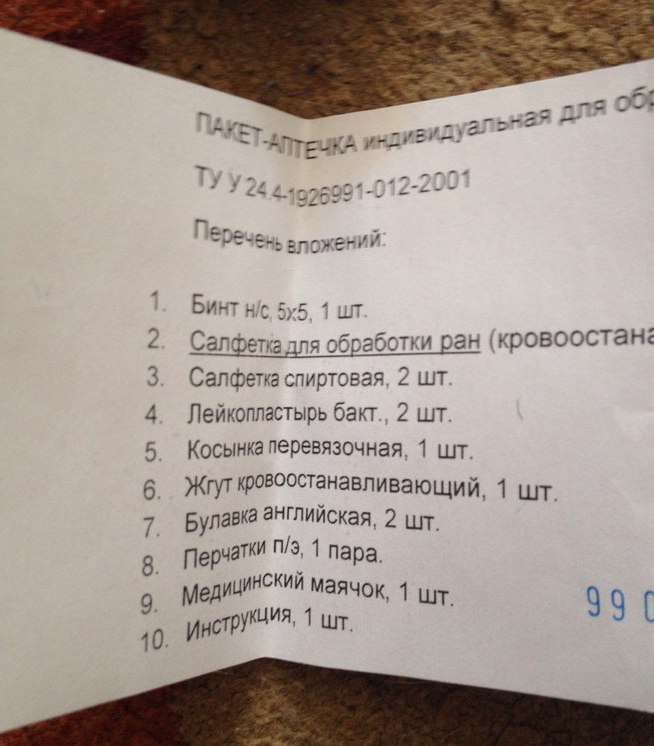 ПАКЕТ-АПТЕЧКА индивидуальная для обр
ТУ У 24.4-1926991-012-2001
Перечень вложений:
1. Бинт н/с, 5х5, 1 шт.
2. Салфетка для обработки ран (кровоостана
3. Салфетка спиртовая, 2 шт.
4. Лейкопластырь бакт., 2 шт.
5. Косынка перевязочная, 1 шт.
6. Жгут кровоостанавливающий, 1 шт.
7. Булавка английская, 2 шт.
8. Перчатки п/э, 1 пара.
9. Медицинский маячок, 1 шт.
10. Инструкция, 1 шт.
99